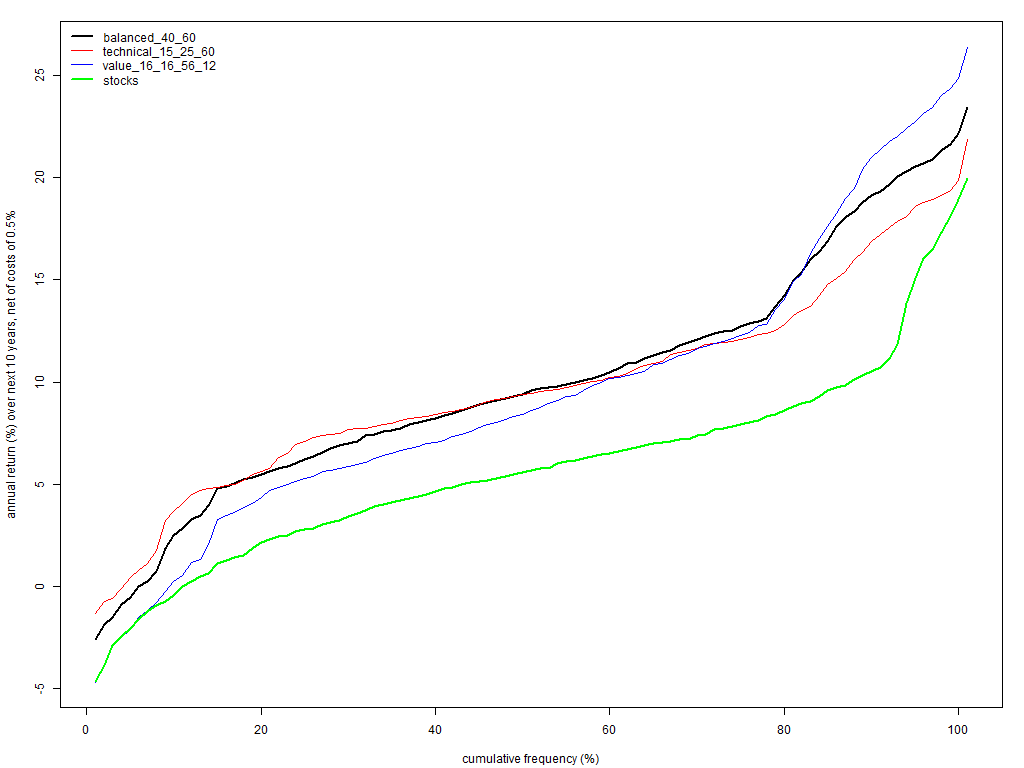 balanced_40_60
technical_15_25_60
value_16_16_56_12
stocks
annual return (%) over next 10 years, net of costs of 0.5%
25
20
15
10
5
0
-5
0 20 40 60 80 100
cumulative frequency (%)